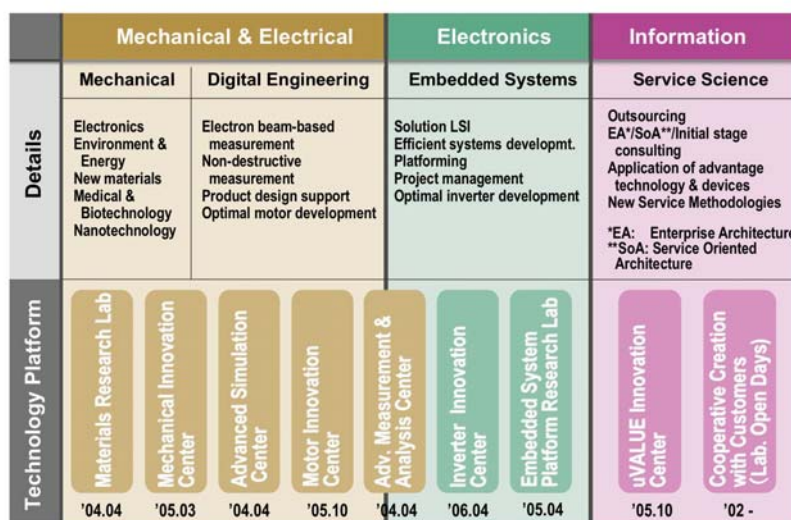 Mechanical & Electrical
Electronics
Information
Details
Mechanical
Digital Engineering
Embedded Systems
Service Science
Electronics
Environment &
Energy
New materials
Medical &
Biotechnology
Nanotechnology
Electron beam-based
measurement
Non-destructive
measurement
Product design support
Optimal motor development
Solution LSI
Efficient systems developmt.
Platforming
Project management
Optimal inverter development
Outsourcing
EA*/SoA**/Initial stage
consulting
Application of advantage
technology & devices
New Service Methodologies
*EA: Enterprise Architecture
**SoA: Service Oriented
Architecture
Technology Platform
Materials Research Lab
Mechanical Innovation
Center
Advanced Simulation
Center
Motor Innovation
Center
Adv. Measurement &
Analysis Center
Inverter Innovation
Center
Embedded System
Platform Research Lab
uVALUE Innovation
Center
Cooperative Creation
with Customers
(Lab. Open Days)
'04.04
'05.03
'04.04
'05.10
'04.04
'06.04
'05.04
'05.10
'02 -